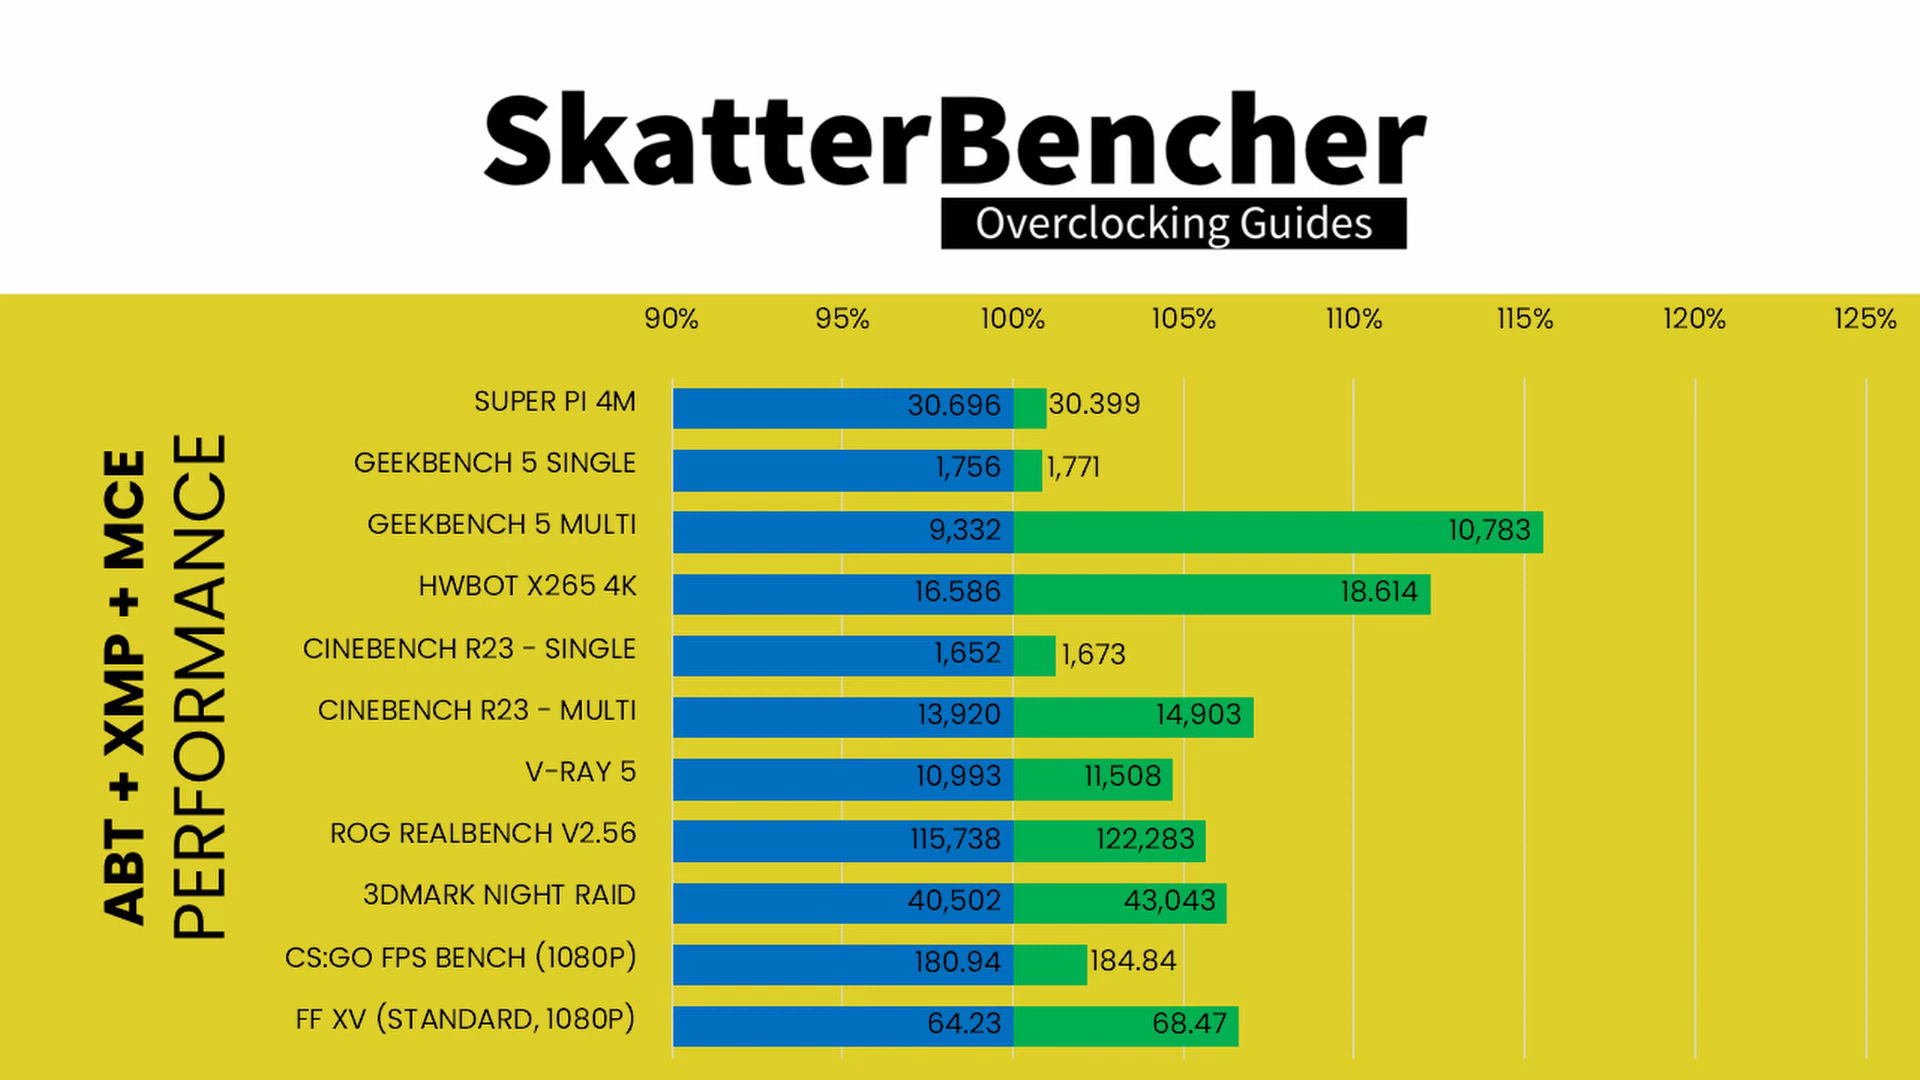 SkatterBencher
Overclocking Guides
90% 95% 100% 105% 110% 115% 120% 125%
ABT + XMP + MCE
PERFORMANCE
SUPER PI 4M 30.696 30.399
GEEKBENCH 5 SINGLE 1,756 1,771
GEEKBENCH 5 MULTI 9,332 10,783
HWBOT X265 4K 16.586 18.614
CINEBENCH R23 - SINGLE 1,652 1,673
CINEBENCH R23 - MULTI 13,920 14,903
V-RAY 5 10,993 11,508
ROG REALBENCH V2.56 115,738 122,283
3DMARK NIGHT RAID 40,502 43,043
CS:GO FPS BENCH (1080P) 180.94 184.84
FF XV (STANDARD, 1080P) 64.23 68.47